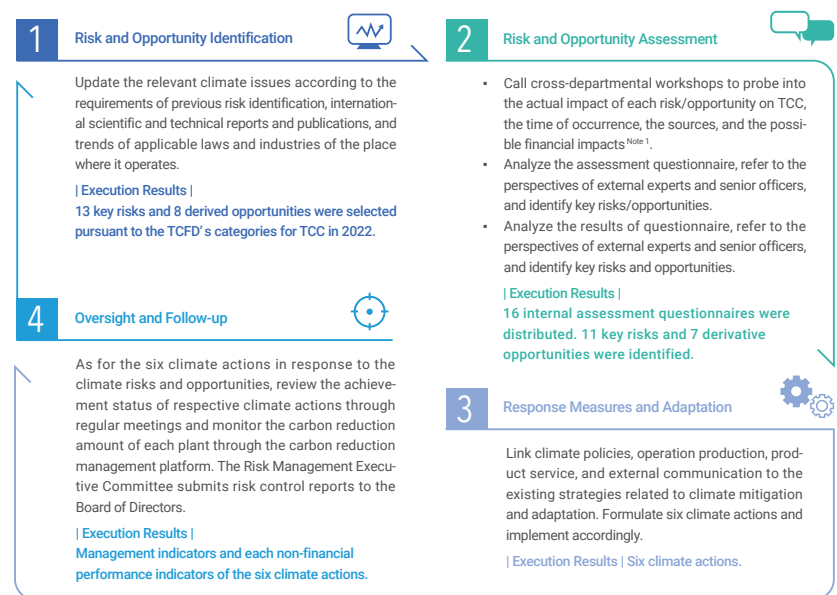 1
Risk and Opportunity Identification
Update the relevant climate issues according to the
requirements of previous risk identification, internation-
al scientific and technical reports and publications, and
trends of applicable laws and industries of the place
where it operates.
| Execution Results |
13 key risks and 8 derived opportunities were selected
pursuant to the TCFD' s categories for TCC in 2022.
2
Risk and Opportunity Assessment
▪ Call cross-departmental workshops to probe into
the actual impact of each risk/opportunity on TCC,
the time of occurrence, the sources, and the possi-
ble financial impacts Note 1.
▪ Analyze the assessment questionnaire, refer to the
perspectives of external experts and senior officers,
and identify key risks/opportunities.
▪ Analyze the results of questionnaire, refer to the
perspectives of external experts and senior officers,
and identify key risks and opportunities.
| Execution Results |
16 internal assessment questionnaires were
distributed. 11 key risks and 7 derivative
opportunities were identified.
3
Response Measures and Adaptation
Link climate policies, operation production, prod-
uct service, and external communication to the
existing strategies related to climate mitigation
and adaptation. Formulate six climate actions and
implement accordingly.
| Execution Results | Six climate actions.
4
Oversight and Follow-up
As for the six climate actions in response to the
climate risks and opportunities, review the achieve-
ment status of respective climate actions through
regular meetings and monitor the carbon reduction
amount of each plant through the carbon reduction
management platform. The Risk Management Execu-
tive Committee submits risk control reports to the
Board of Directors.
| Execution Results |
Management indicators and each non-financial
performance indicators of the six climate actions.